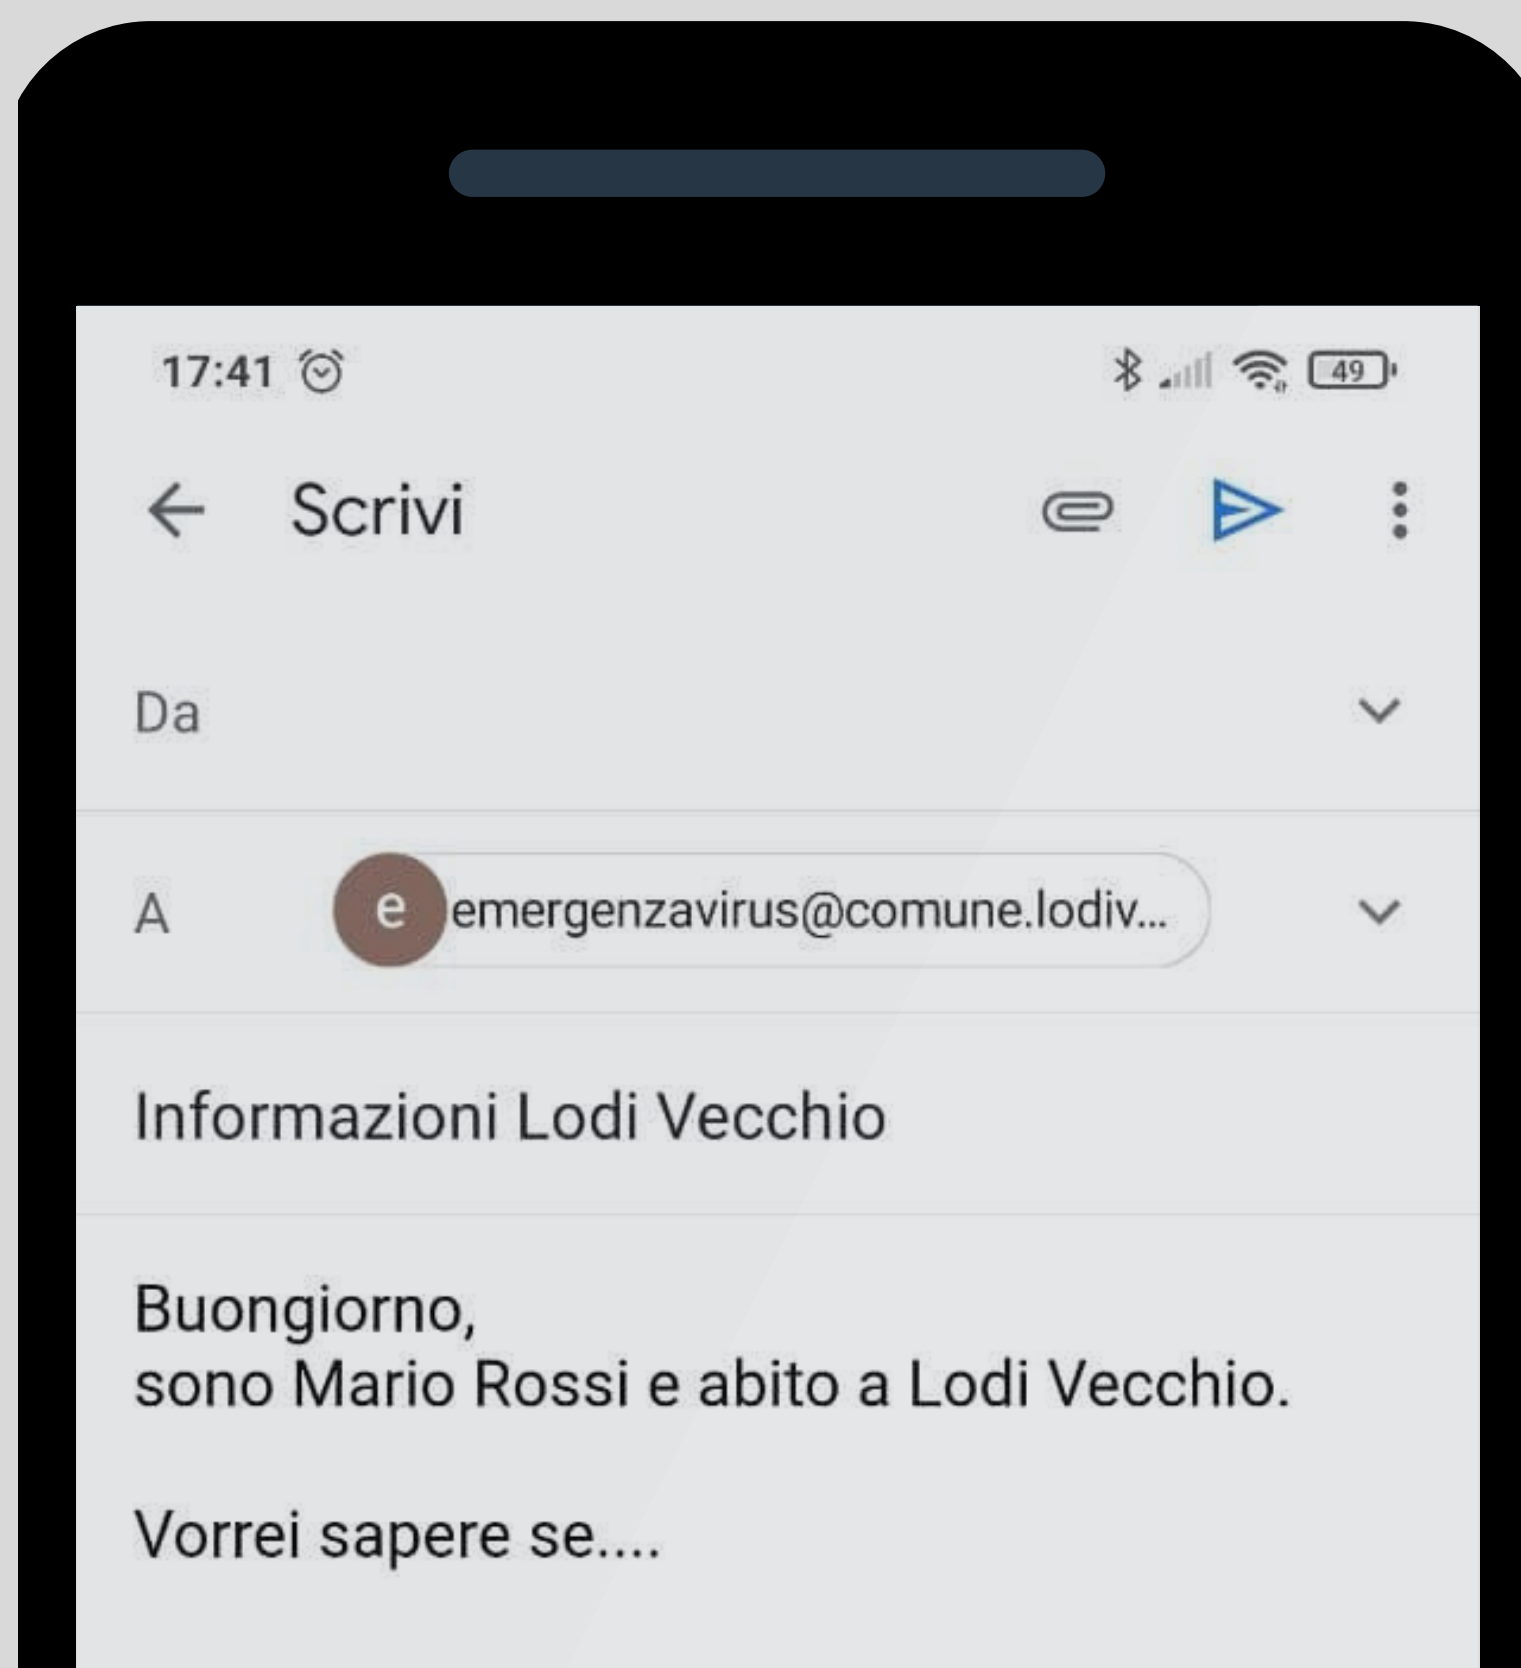 17:41
49
Scrivi
Da
A
e
emergenzavirus@comune.lodiv...
Informazioni Lodi Vecchio
Buongiorno,
sono Mario Rossi e abito a Lodi Vecchio.
Vorrei sapere se....